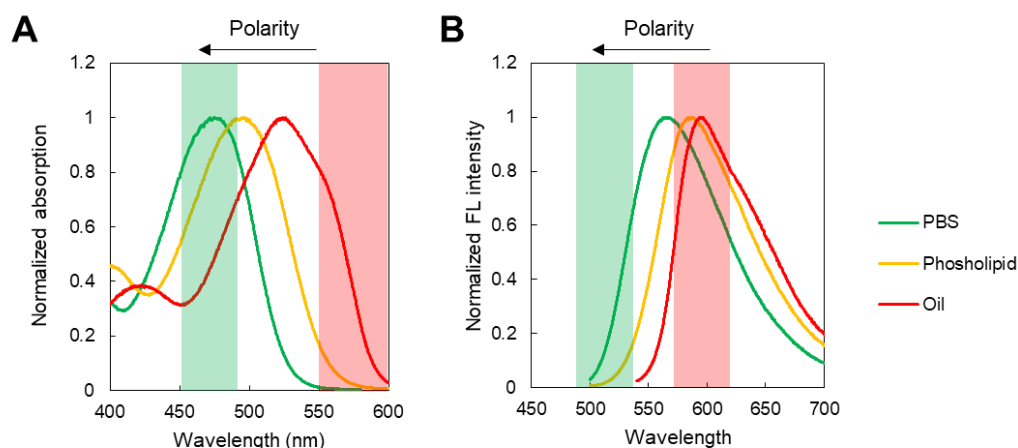 A
Polarity
Normalized absorption
1.2
1
0.8
0.6
0.4
0.2
0
400
450
500
550
600
Wavelength (nm)
B
Polarity
Normalized FL intensity
1.2
1
0.8
0.6
0.4
0.2
0
450
500
550
600
650
700
Wavelength
PBS
Phosholipid
Oil